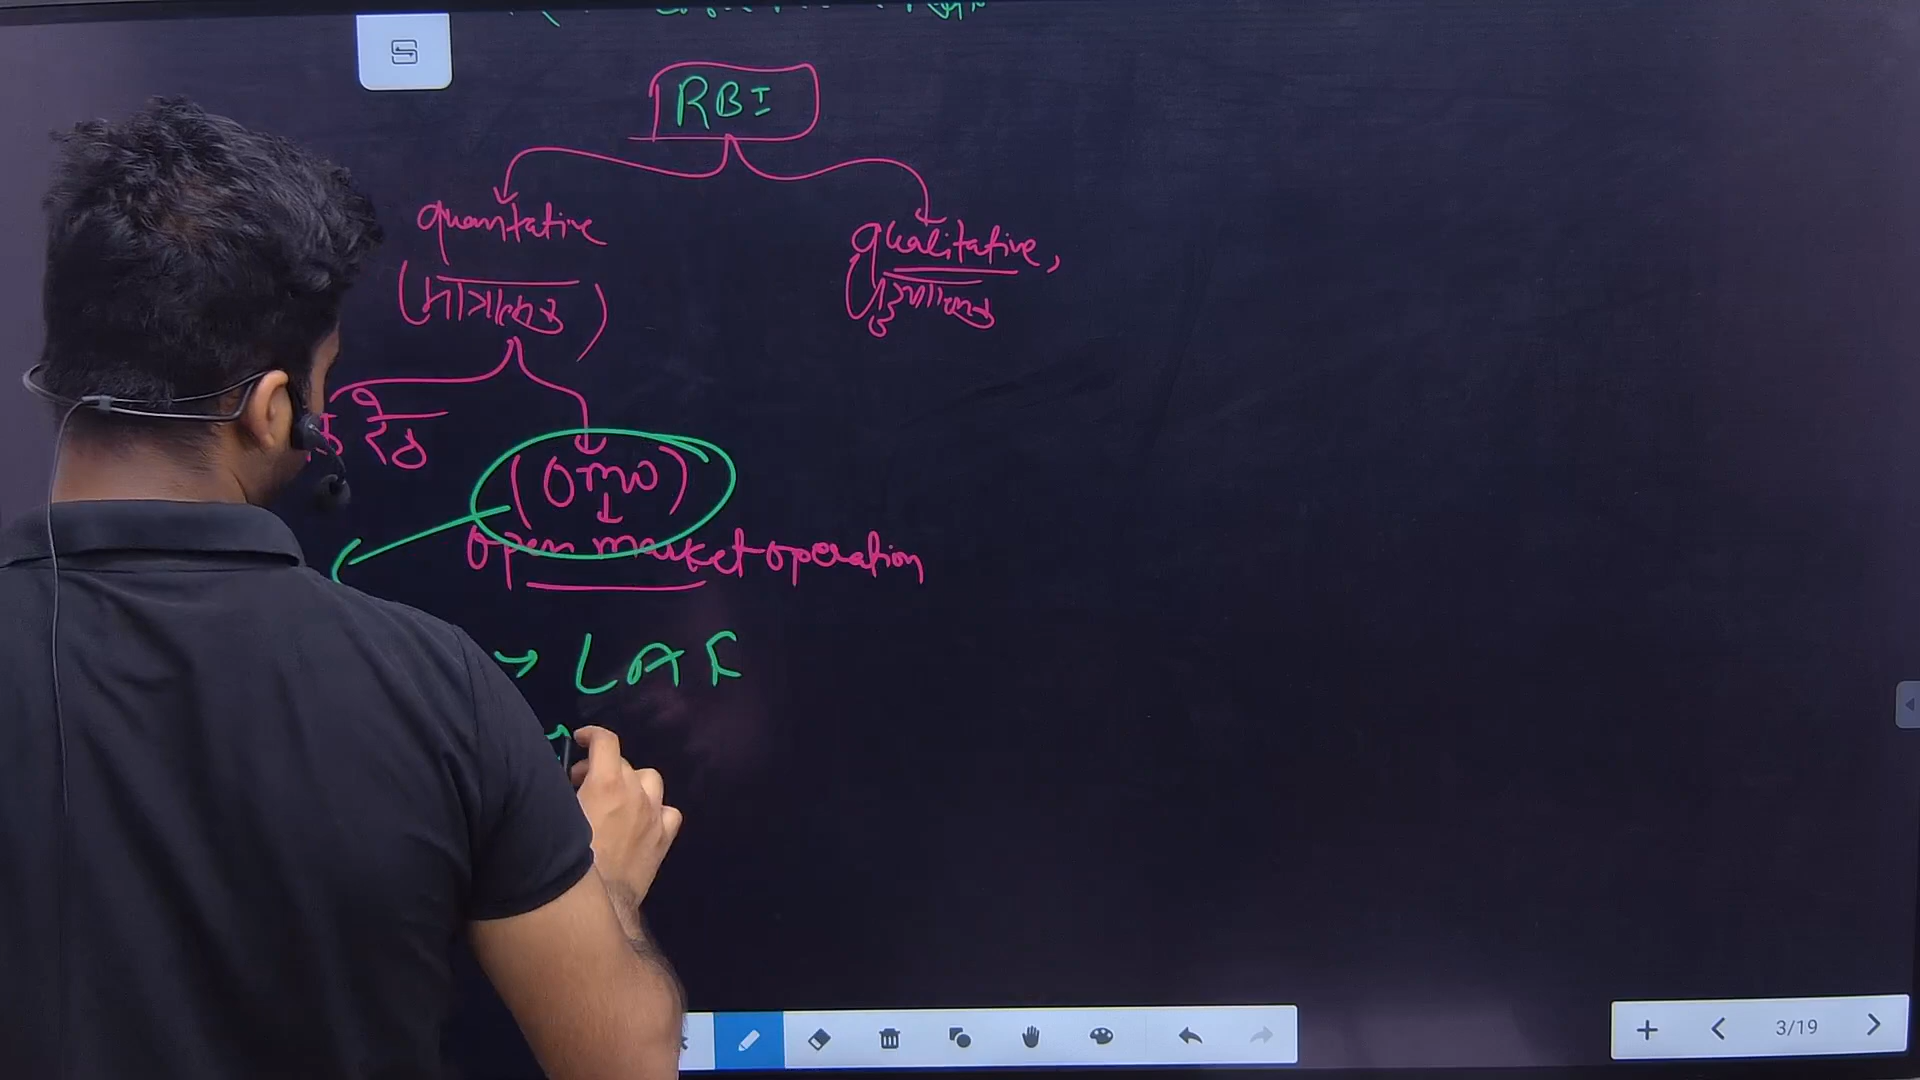 RBI
quantative
qualitative,
(मात्रात्मक)
(गुणात्मक
(OMO)
open market operation
→ LAF
3/19